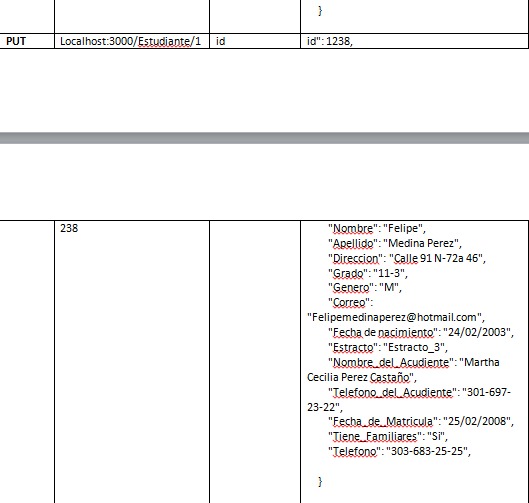 }
PUT Localhost:3000/Estudiante/1 id id": 1238,
238 "Nombre": "Felipe",
"Apellido": "Medina Perez",
"Direccion": "Calle 91 N-72a 46",
"Grado": "11-3",
"Genero": "M",
"Correo":
"Felipemedinaperez@hotmail.com",
"Fecha de nacimiento": "24/02/2003",
"Estracto": "Estracto_3",
"Nombre_del_Acudiente": "Martha
Cecilia Perez Castaño",
"Telefono_del_Acudiente": "301-697-
23-22",
"Fecha_de_Matricula": "25/02/2008",
"Tiene_Familiares": "Si",
"Telefono": "303-683-25-25",
}